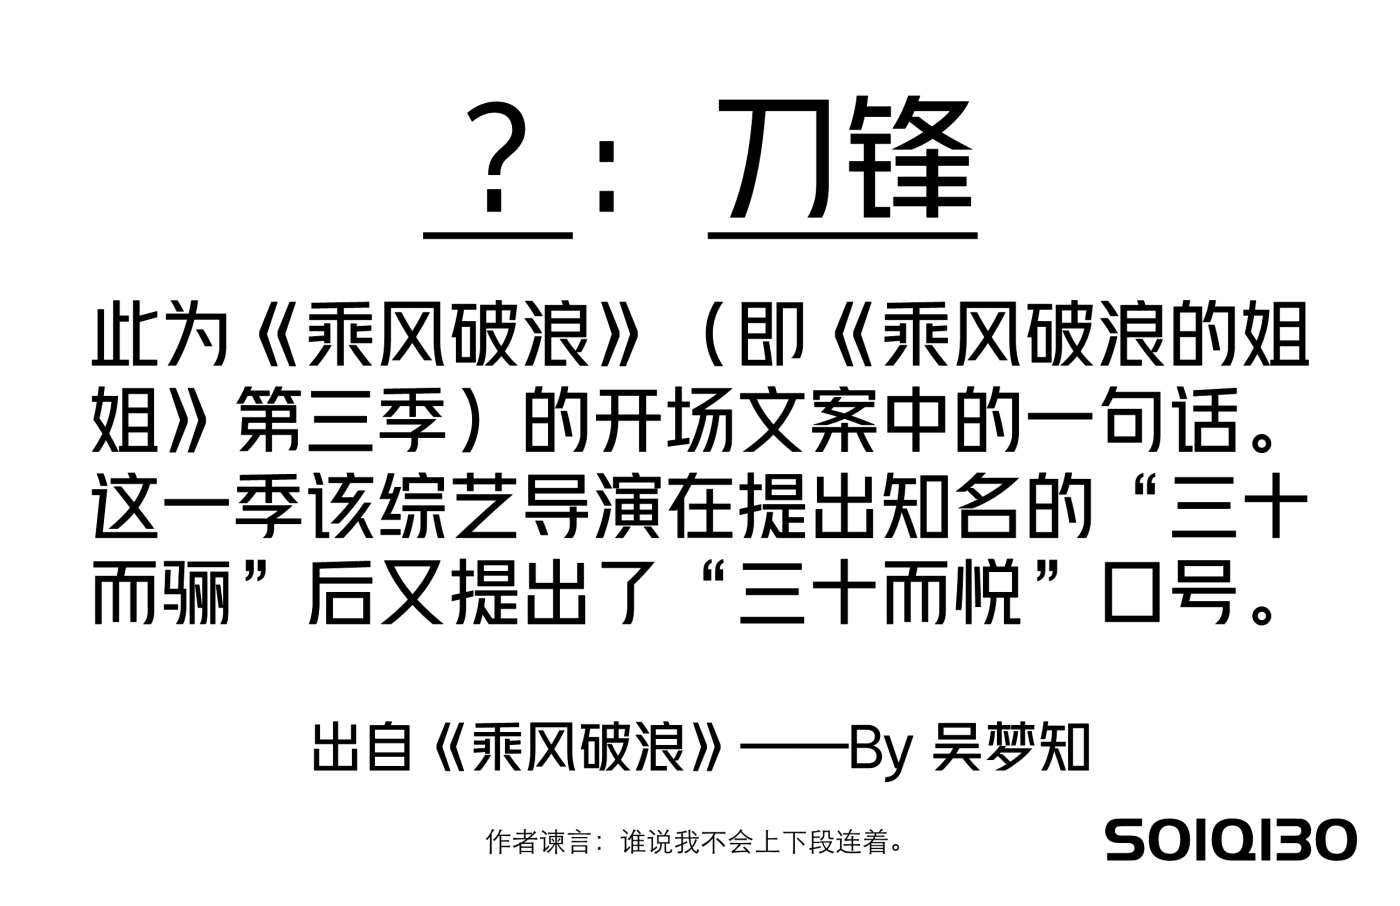 ？：刀锋
此为《乘风破浪》（即《乘风破浪的姐
姐》第三季）的开场文案中的一句话。
这一季该综艺导演在提出知名的“三十
而骊”后又提出了“三十而悦”口号。
出自《乘风破浪》——By 吴梦知
作者谏言：谁说我不会上下段连着。
SOIQI30